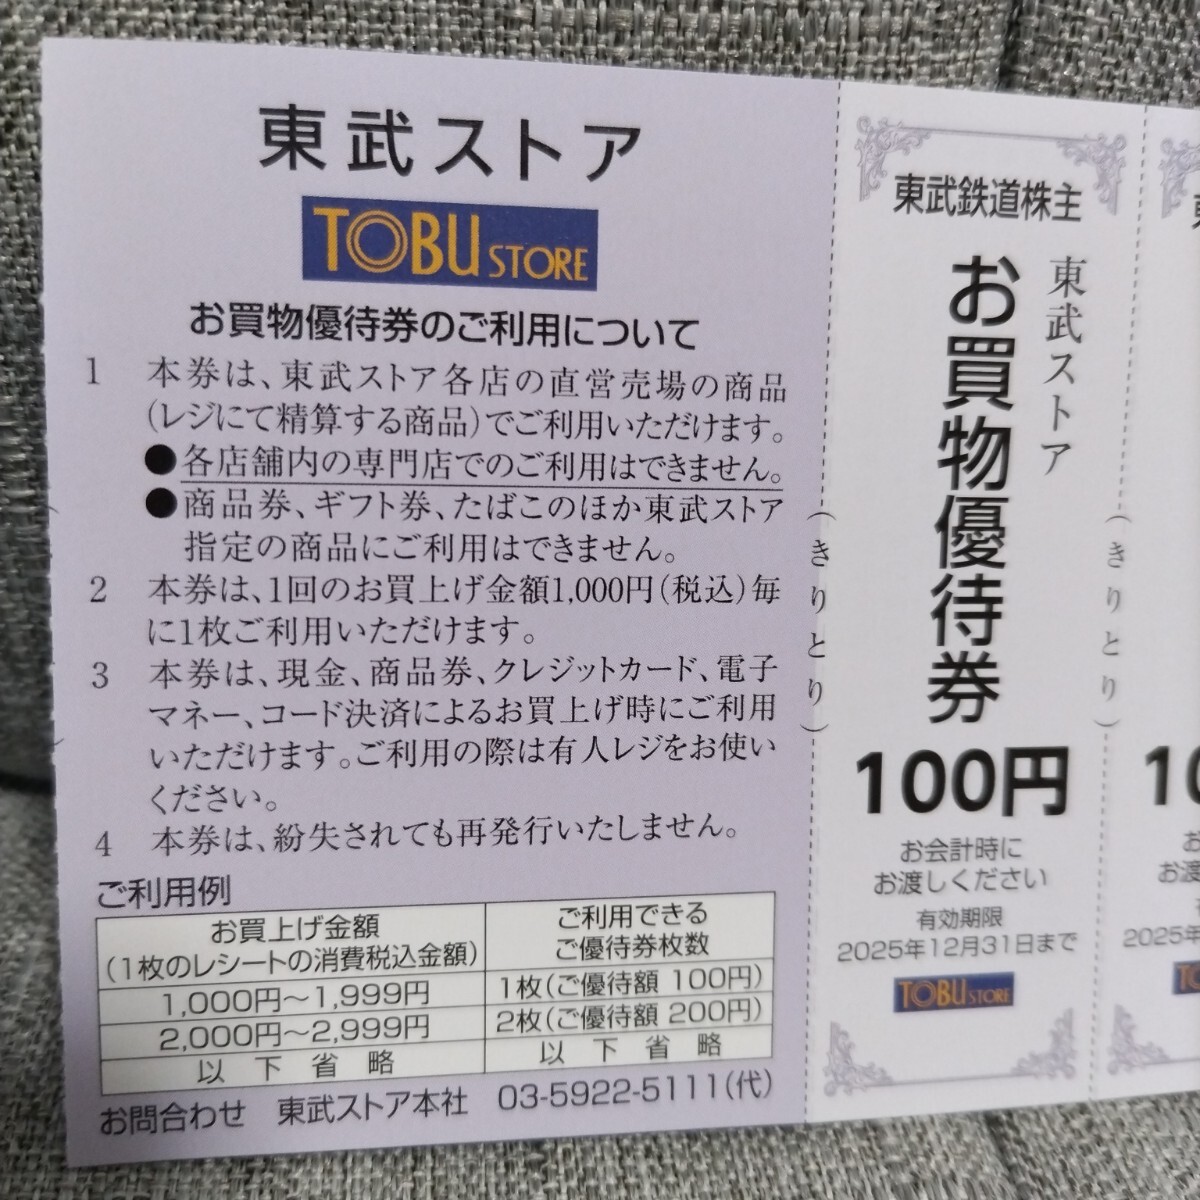 東武ストア
TOBU STORE
お買物優待券のご利用について
1 本券は、東武ストア各店の直営売場の商品
(レジにて精算する商品)でご利用いただけます。
●各店舗内の専門店でのご利用はできません。
●商品券、ギフト券、たばこのほか東武ストア
指定の商品にご利用はできません。
2 本券は、1回のお買上げ金額1,000円(税込)毎
に1枚ご利用いただけます。
3 本券は、現金、商品券、クレジットカード、電子
マネー、コード決済によるお買上げ時にご利用
いただけます。ご利用の際は有人レジをお使い
ください。
4 本券は、紛失されても再発行いたしません。
ご利用例
お買上げ金額
(1枚のレシートの消費税込金額)
ご利用できる
ご優待券枚数
1,000円～1,999円 1枚(ご優待額 100円)
2,000円～2,999円 2枚(ご優待額 200円)
以下省略 以下省略
お問合わせ 東武ストア本社 03-5922-5111(代)
(きりとり)
東武鉄道株主
東武ストア
お買物優待券
100円
お会計時に
お渡しください
有効期限
2025年12月31日まで
TOBU STORE
(きりとり)
10
お
お渡
2025年